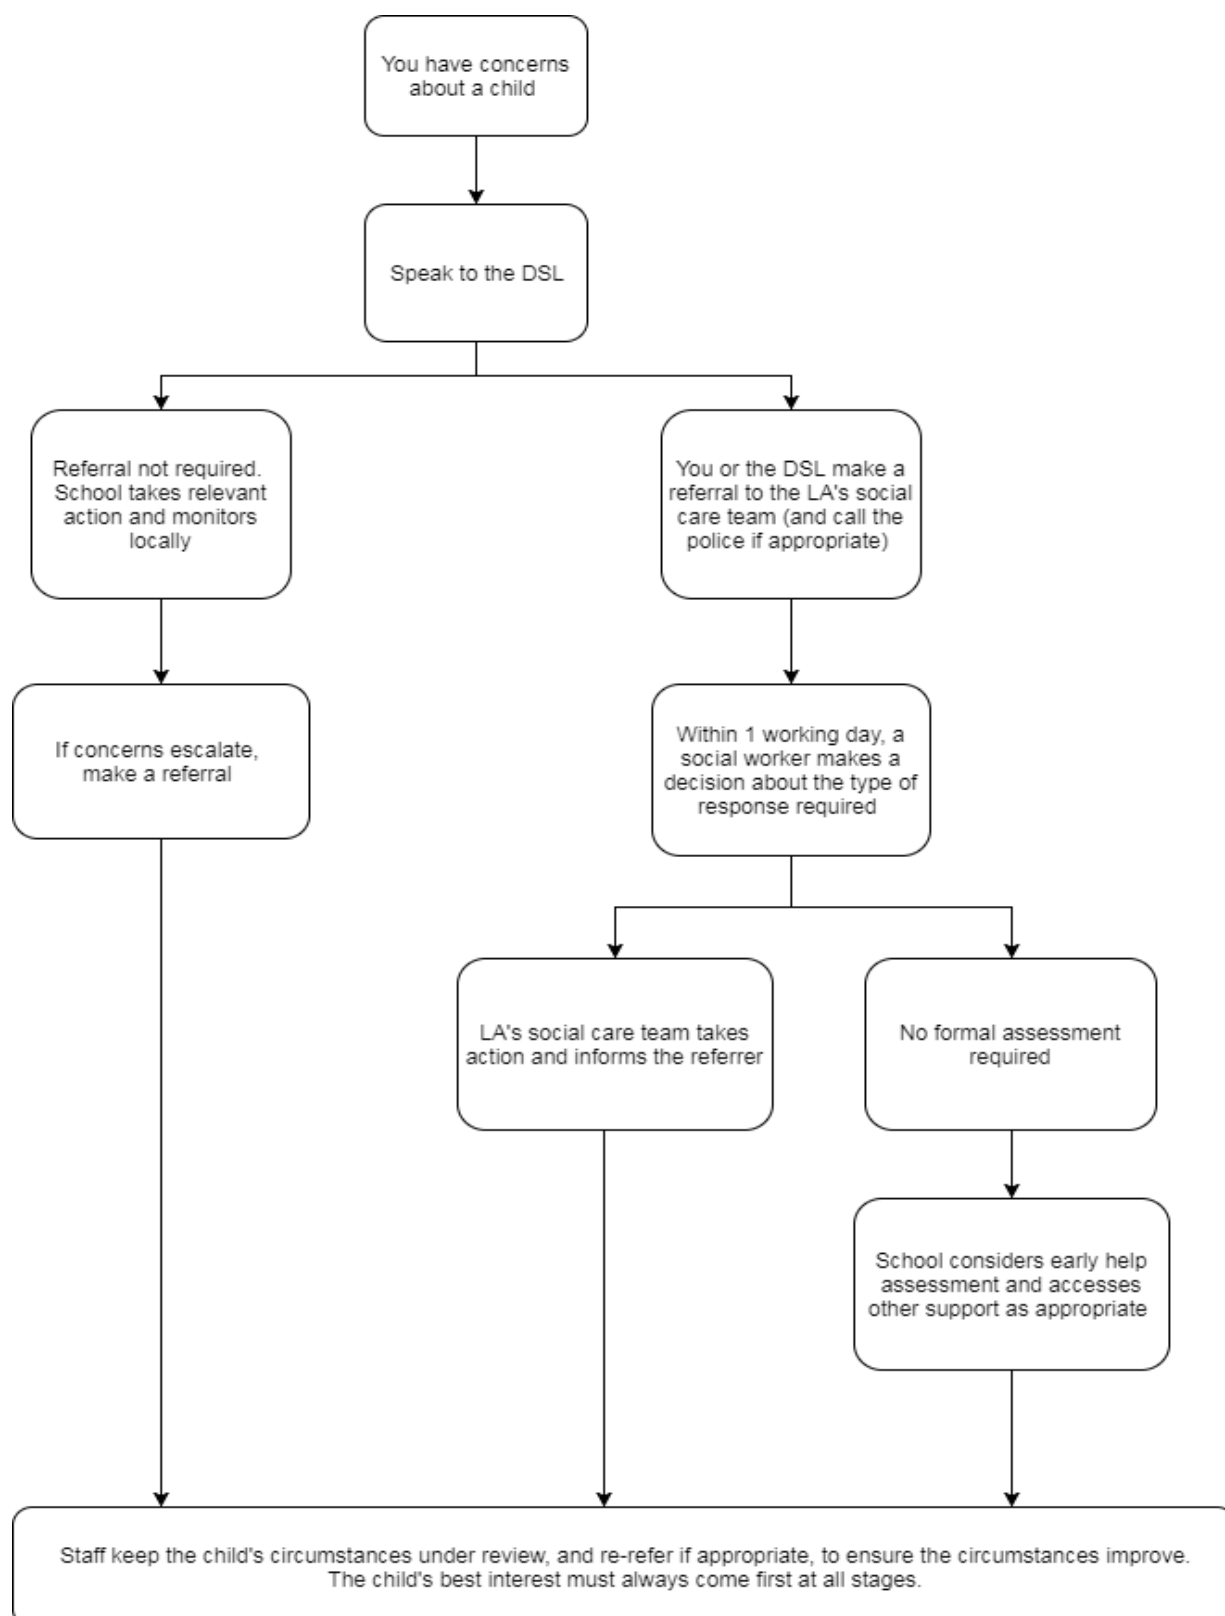 You have concerns
about a child
Speak to the DSL
Referral not required.
School takes relevant
action and monitors
locally
You or the DSL make a
referral to the LA's social
care team (and call the
police if appropriate)
If concerns escalate,
make a referral
Within 1 working day, a
social worker makes a
decision about the type of
response required
LA's social care team takes
action and informs the referrer
No formal assessment
required
School considers early help
assessment and accesses
other support as appropriate
Staff keep the child's circumstances under review, and re-refer if appropriate, to ensure the circumstances improve.
The child's best interest must always come first at all stages.